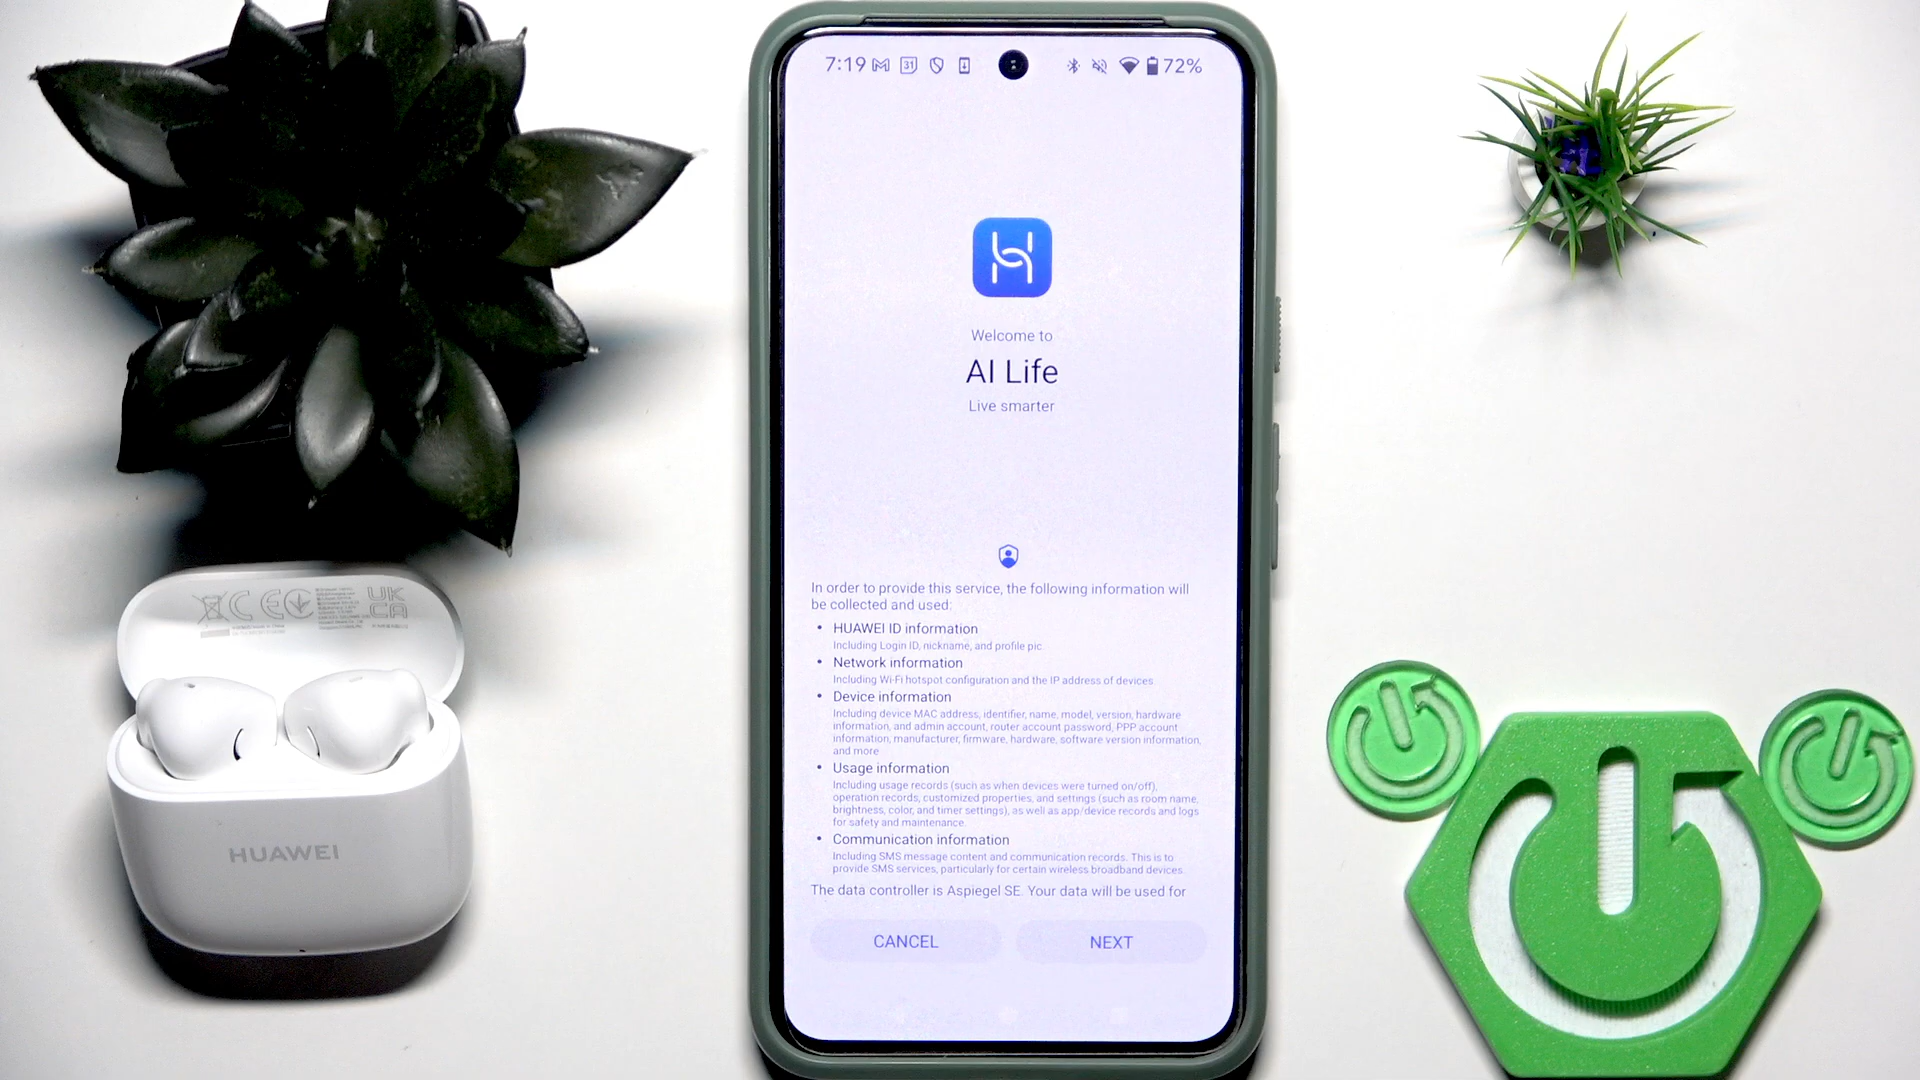 7:19
31
72%
Welcome to
AI Life
Live smarter
In order to provide this service, the following information will
be collected and used:
• HUAWEI ID information
Including Login ID, nickname, and profile pic
• Network information
Including Wi-Fi hotspot configuration and the IP address of devices
• Device information
Including device MAC address, identifier, name, model, version, hardware
information, and admin account, router account password, PPP account
information, manufacturer, firmware, hardware, software version information,
and more
• Usage information
Including usage records (such as when devices were turned on/off),
operation records, customized properties, and settings (such as room name,
brightness, color, and timer settings), as well as app/device records and logs
for safety and maintenance.
• Communication information
Including SMS message content and communication records. This is to
provide SMS services, particularly for certain wireless broadband devices.
The data controller is Aspiegel SE. Your data will be used for
CANCEL
NEXT
CE
UK
CA
HUAWEI